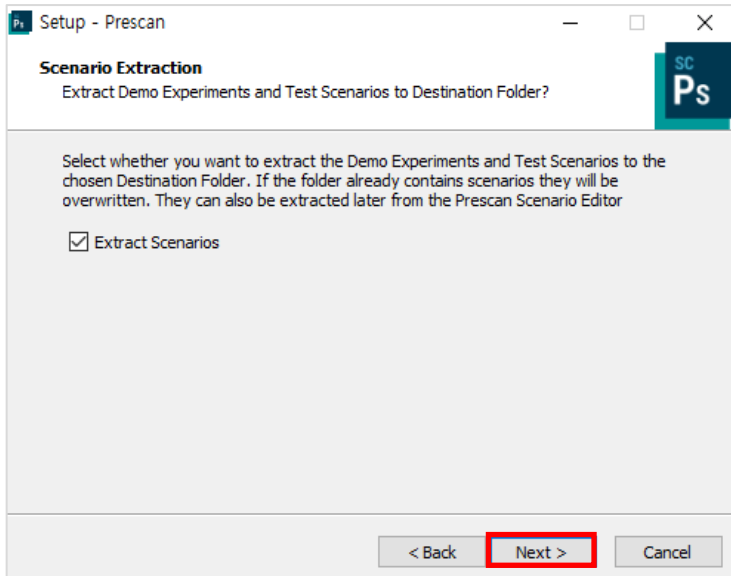 Ps Setup - Prescan
Scenario Extraction
Extract Demo Experiments and Test Scenarios to Destination Folder?
SC
Ps
Select whether you want to extract the Demo Experiments and Test Scenarios to the
chosen Destination Folder. If the folder already contains scenarios they will be
overwritten. They can also be extracted later from the Prescan Scenario Editor
Extract Scenarios
< Back Next > Cancel